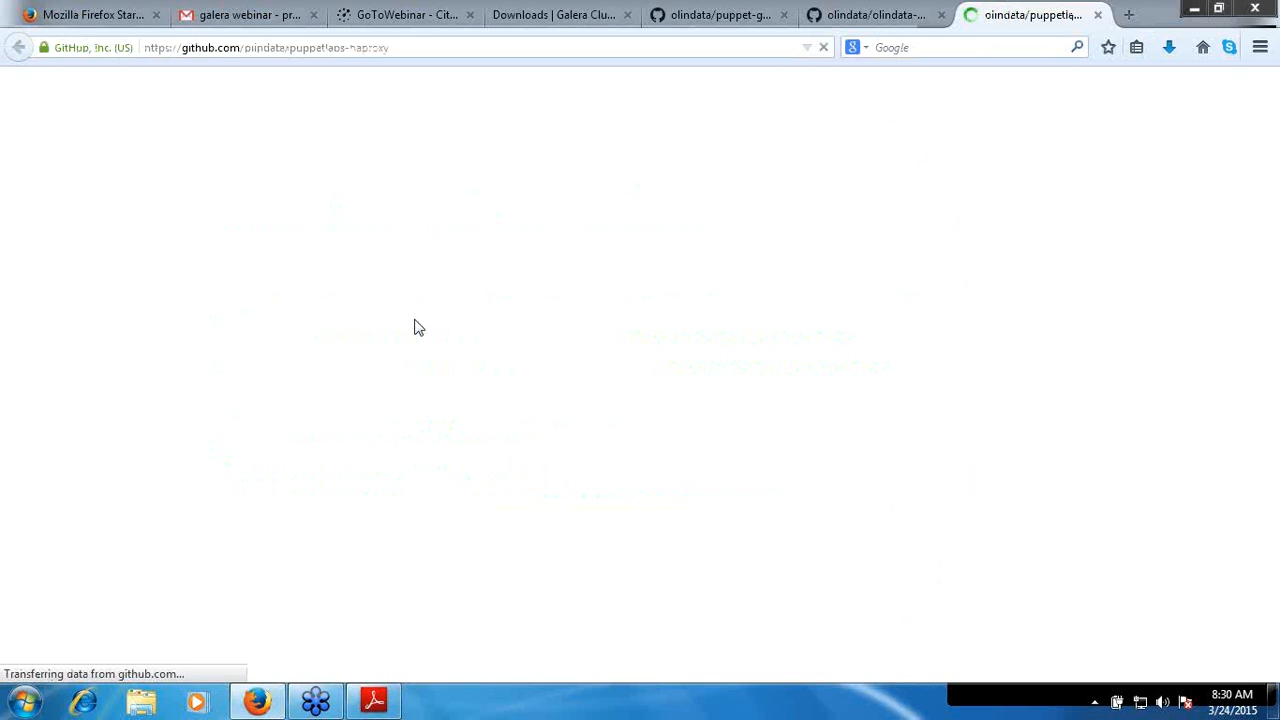 Mozilla Firefox Star...
galera webinar, pr...
GoToWebinar - Cit...
Downloads | Galera Clu...
olindata/puppet-g...
olindata/olindata-...
olindata/puppetla...
GitHub, Inc. (US)
https://github.com/olindata/puppetlabs-haproxy
Google
Transferring data from github.com...
8:30 AM
3/24/2015